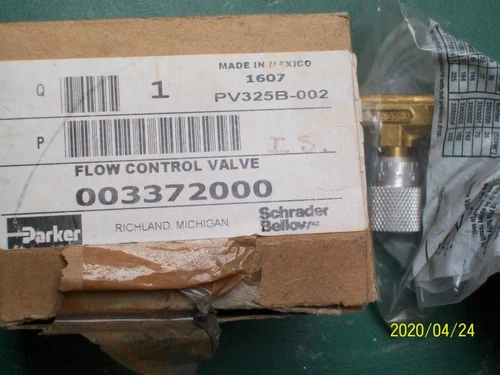 MADE IN MEXICO
Q 1 1607
PV325B-002
P I.S.
FLOW CONTROL VALVE
003372000
Parker RICHLAND, MICHIGAN Schrader
Bellows
2020/04/24